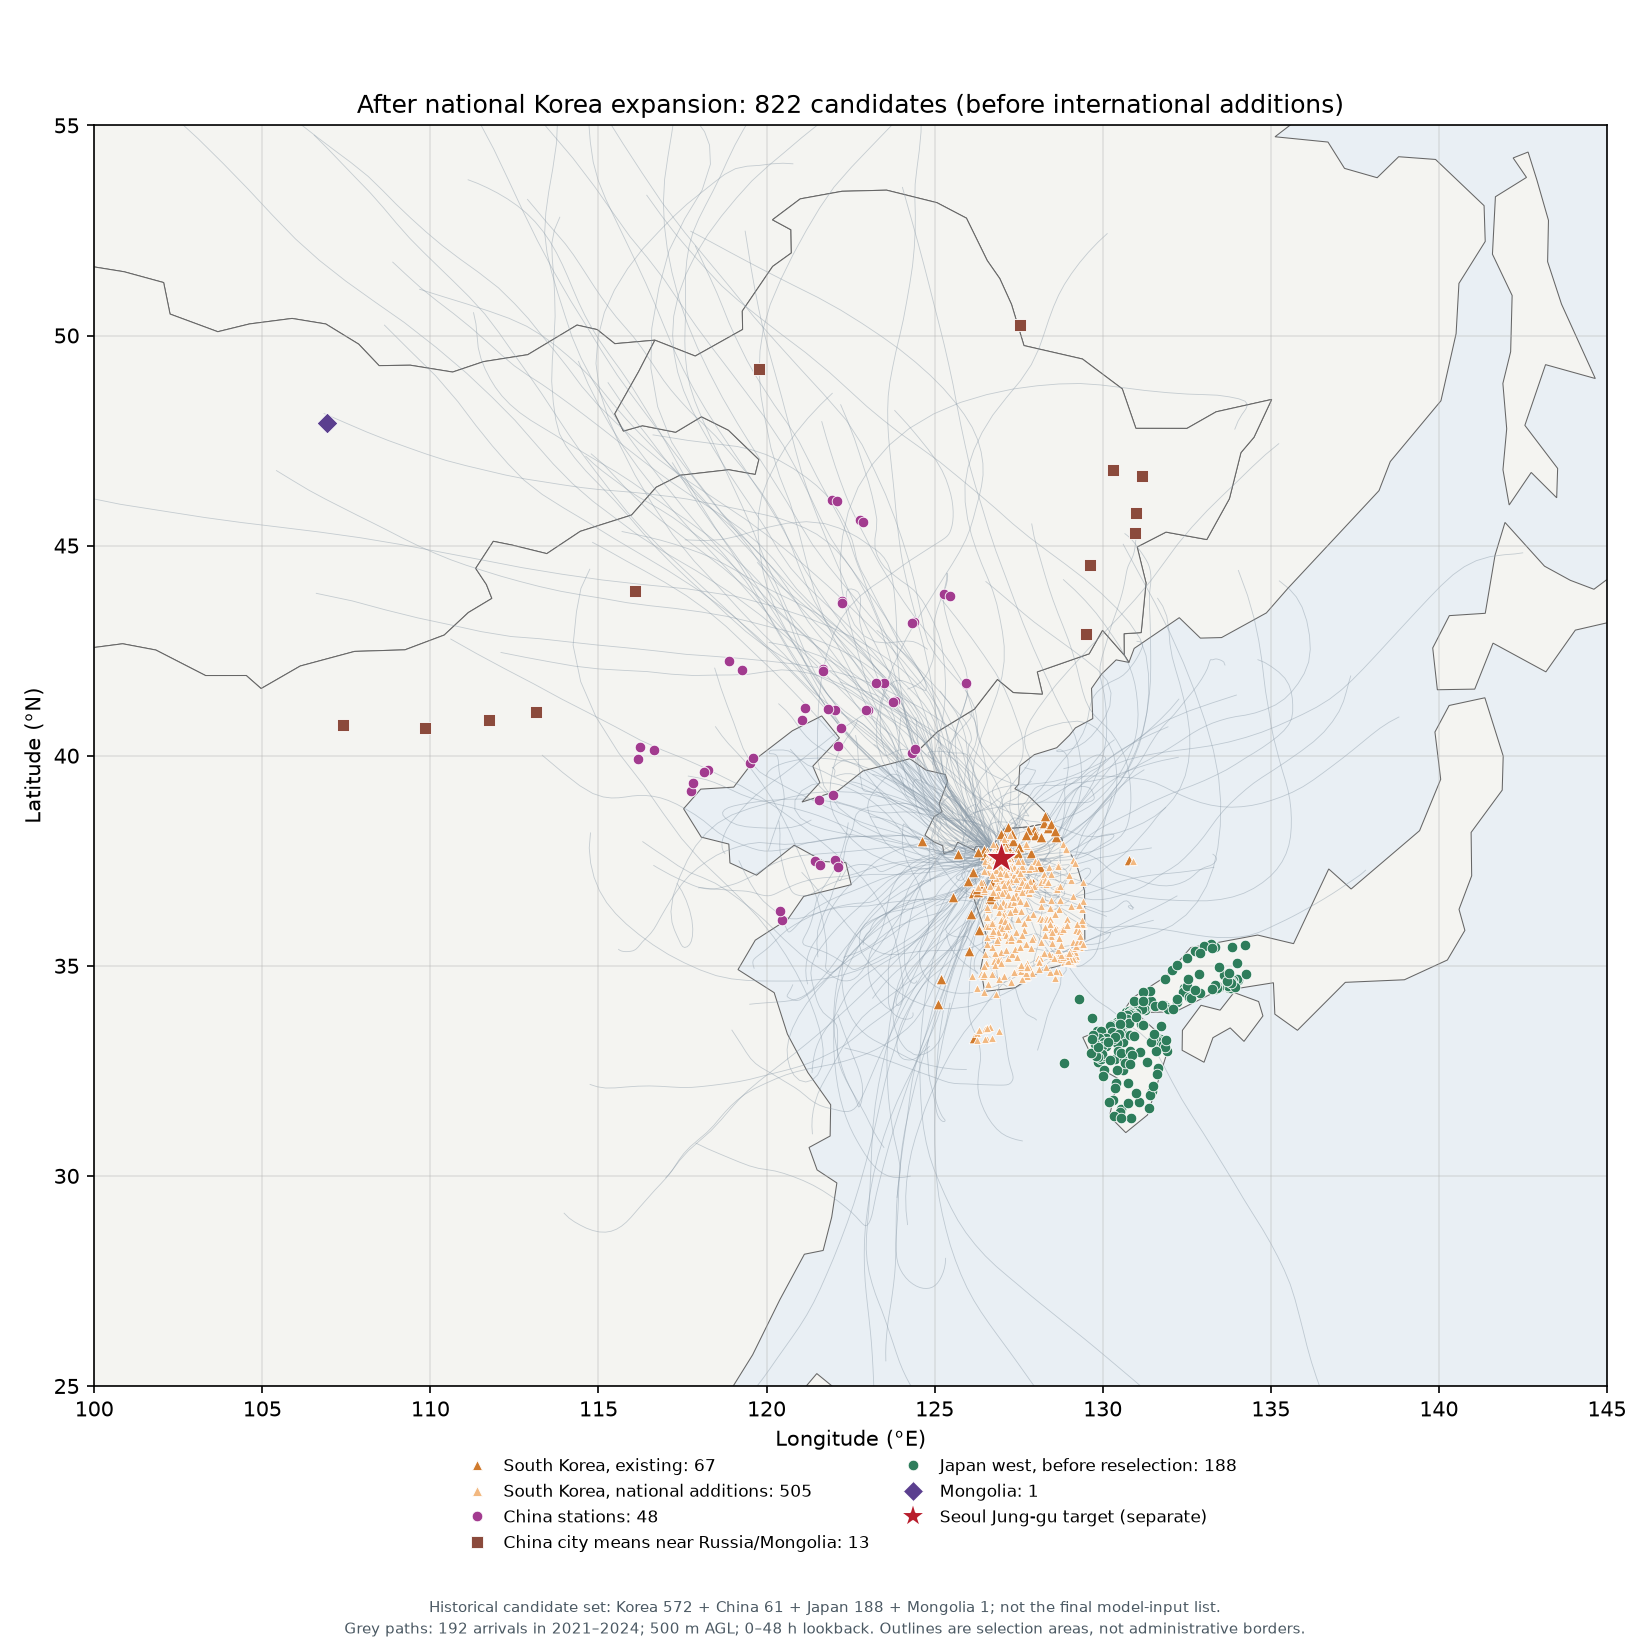 After national Korea expansion: 822 candidates (before international additions)
55
50
45
40
35
30
25
Latitude (°N)
100 105 110 115 120 125 130 135 140 145
Longitude (°E)
South Korea, existing: 67
South Korea, national additions: 505
China stations: 48
China city means near Russia/Mongolia: 13
Japan west, before reselection: 188
Mongolia: 1
Seoul Jung-gu target (separate)
Historical candidate set: Korea 572 + China 61 + Japan 188 + Mongolia 1; not the final model-input list.
Grey paths: 192 arrivals in 2021–2024; 500 m AGL; 0–48 h lookback. Outlines are selection areas, not administrative borders.